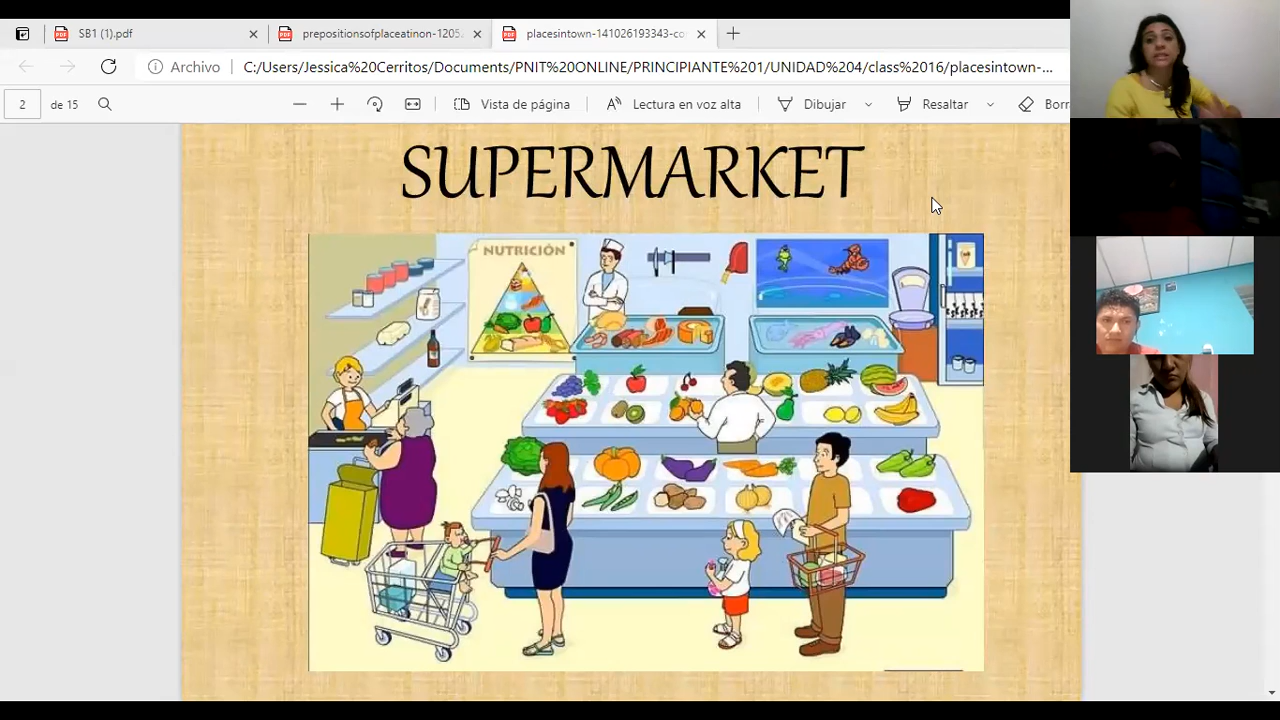 SB1 (1).pdf
prepositionsofplaceatinon-1205
placesintown-141026193343-co
Archivo
C:/Users/Jessica%20Cerritos/Documents/PNIT%20ONLINE/PRINCIPIANTE%201/UNIDAD%204/class%2016/placesintown-...
2 de 15
Vista de página
Lectura en voz alta
Dibujar
Resaltar
Borr
SUPERMARKET
NUTRICIÓN